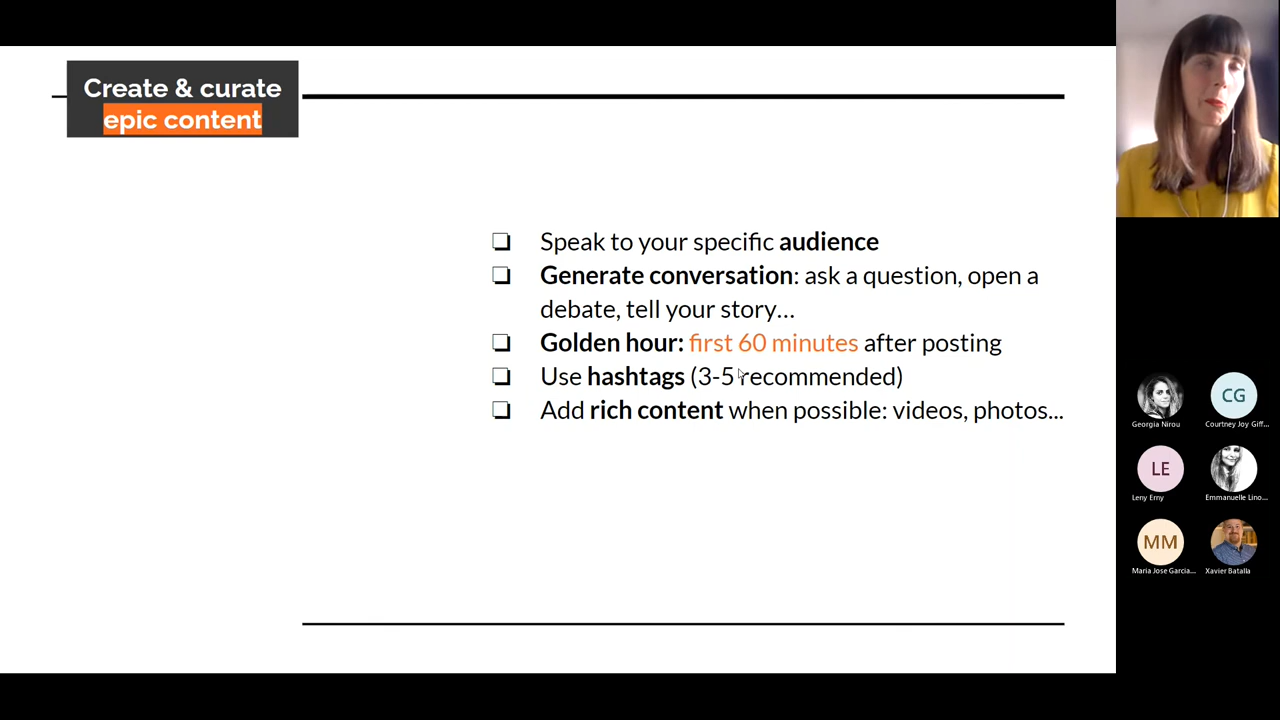 Create & curate
epic content
❏ Speak to your specific audience
❏ Generate conversation: ask a question, open a
debate, tell your story...
❏ Golden hour: first 60 minutes after posting
❏ Use hashtags (3-5 recommended)
❏ Add rich content when possible: videos, photos...
Georgia Nirou
CG
Courtney Joy Giff...
LE
Leny Erny
Emmanuelle Lino...
MM
Maria Jose Garcia...
Xavier Batalla